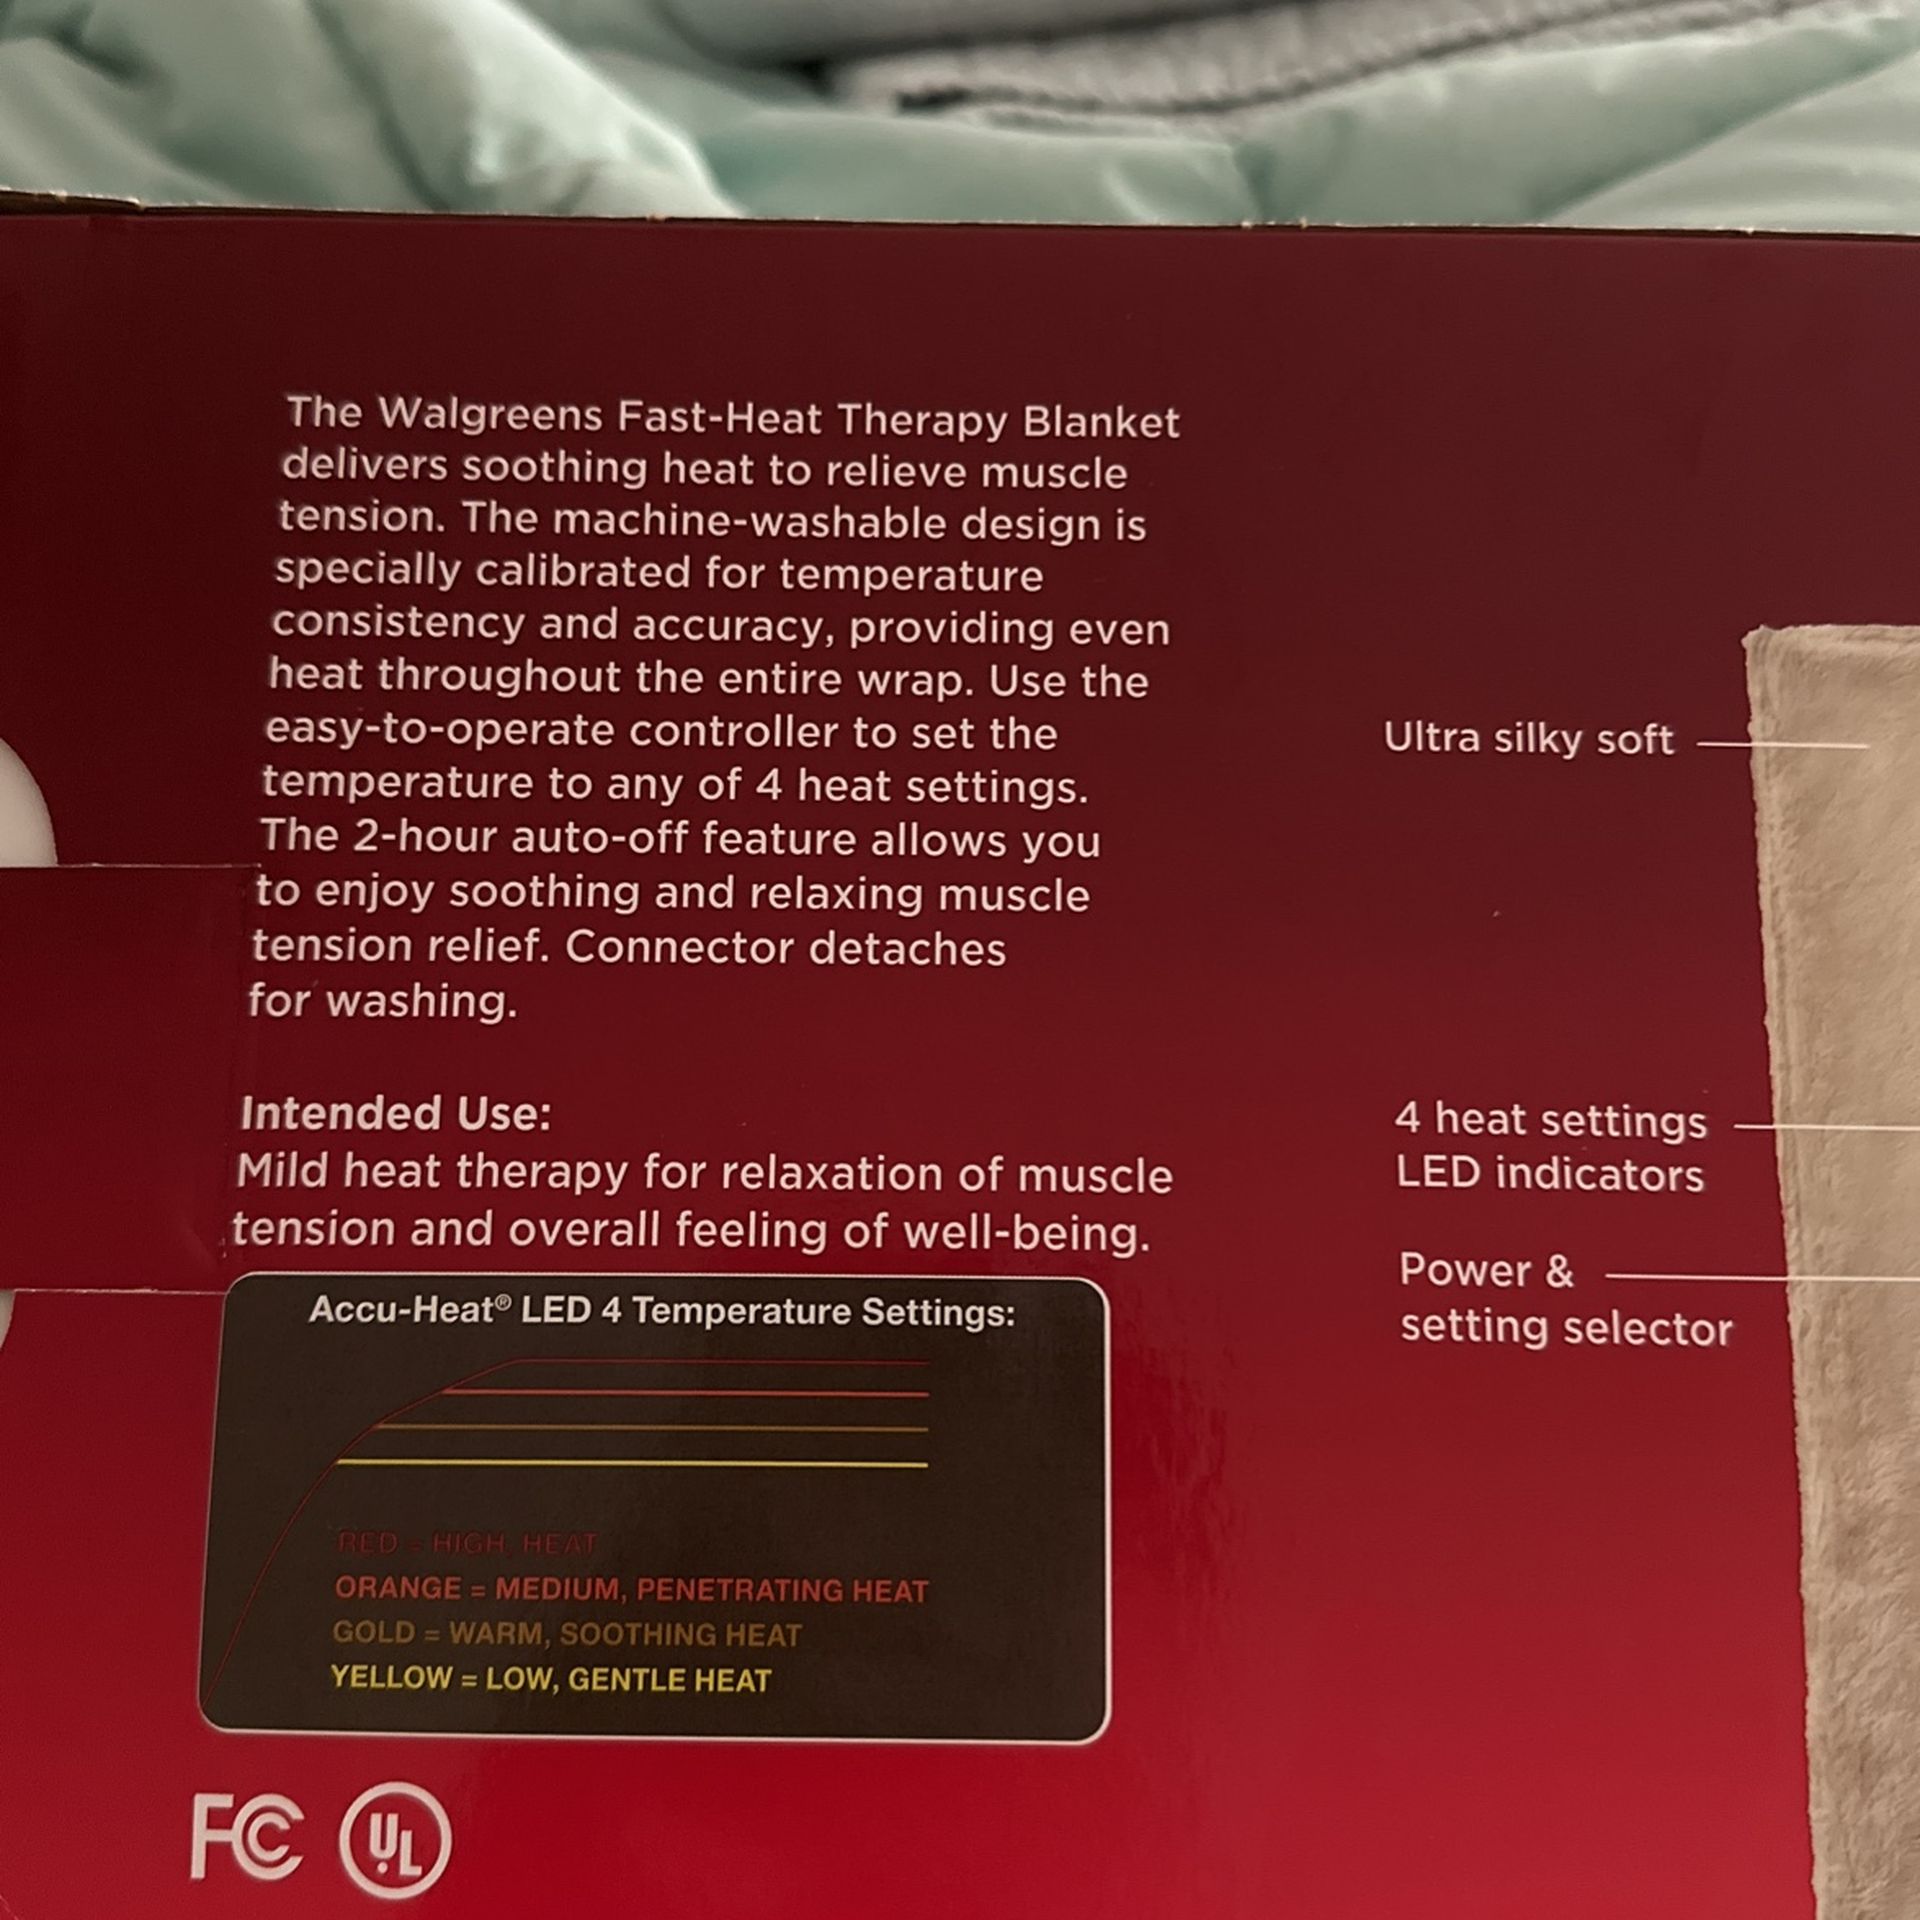 The Walgreens Fast-Heat Therapy Blanket
delivers soothing heat to relieve muscle
tension. The machine-washable design is
specially calibrated for temperature
consistency and accuracy, providing even
heat throughout the entire wrap. Use the
easy-to-operate controller to set the
temperature to any of 4 heat settings.
The 2-hour auto-off feature allows you
to enjoy soothing and relaxing muscle
tension relief. Connector detaches
for washing.
Intended Use:
Mild heat therapy for relaxation of muscle
tension and overall feeling of well-being.
Accu-Heat® LED 4 Temperature Settings:
RED = HIGH, HEAT
ORANGE = MEDIUM, PENETRATING HEAT
GOLD = WARM, SOOTHING HEAT
YELLOW = LOW, GENTLE HEAT
FC
UL
Ultra silky soft
4 heat settings
LED indicators
Power &
setting selector